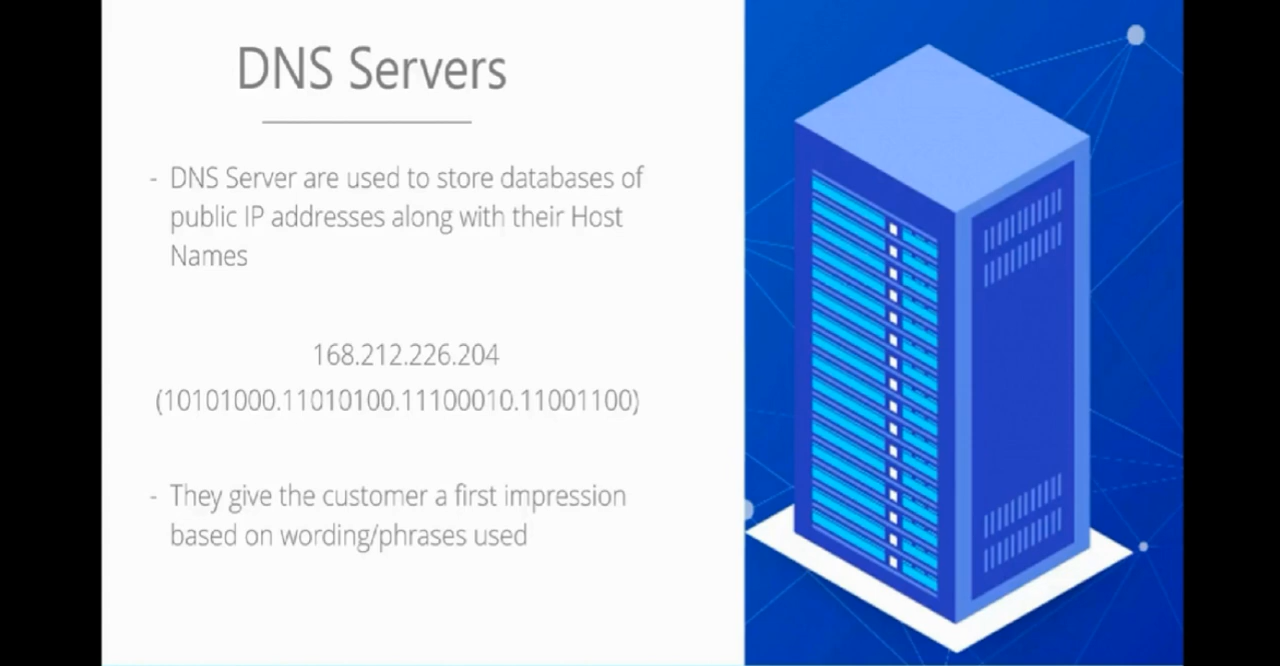 DNS Servers
- DNS Server are used to store databases of
public IP addresses along with their Host
Names
168.212.226.204
(10101000.11010100.11100010.11001100)
- They give the customer a first impression
based on wording/phrases used